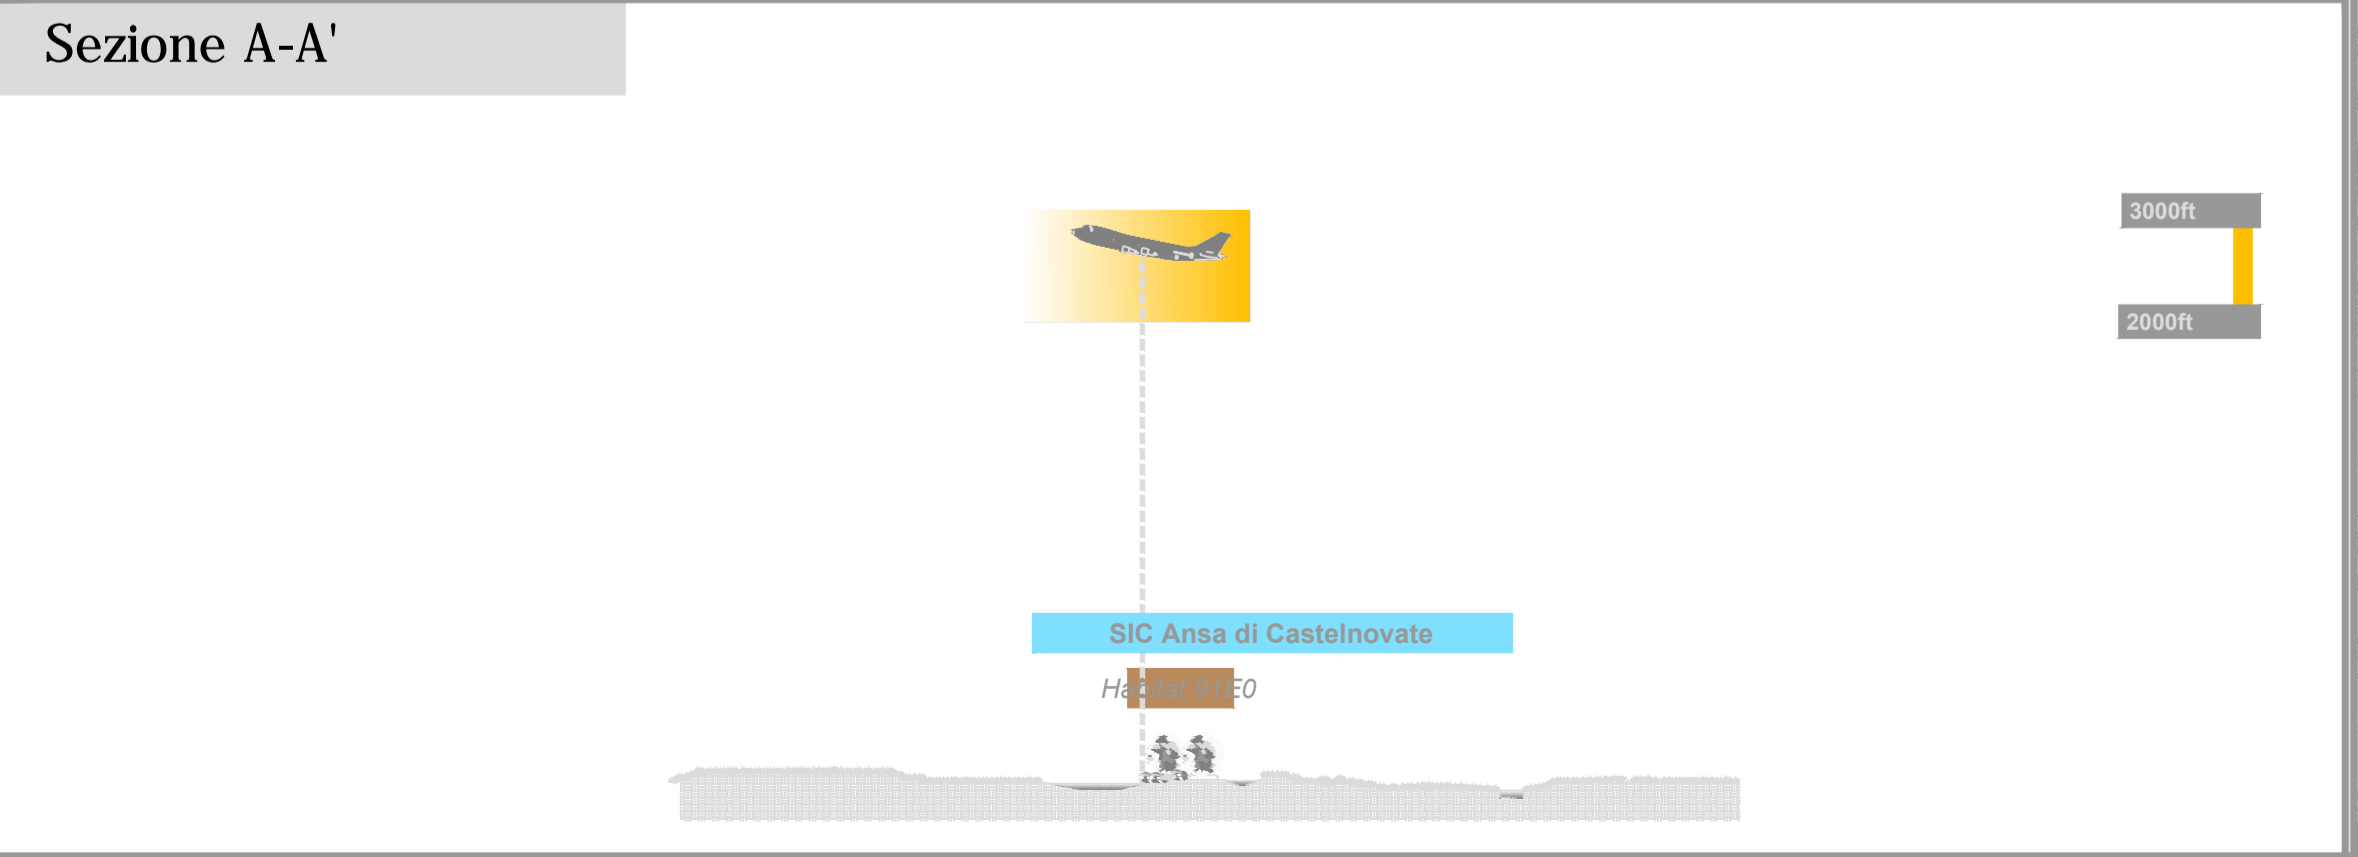 Sezione A-A'
3000ft
2000ft
SIC Ansa di Castelnovate
Habitat 91E0